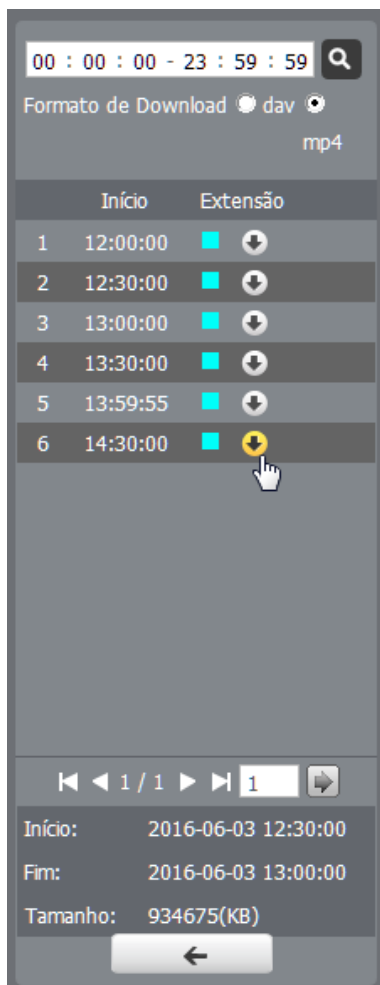 00 : 00 : 00 - 23 : 59 : 59
Formato de Download dav
mp4
Início Extensão
1 12:00:00
2 12:30:00
3 13:00:00
4 13:30:00
5 13:59:55
6 14:30:00
1 / 1 1
Início: 2016-06-03 12:30:00
Fim: 2016-06-03 13:00:00
Tamanho: 934675(KB)